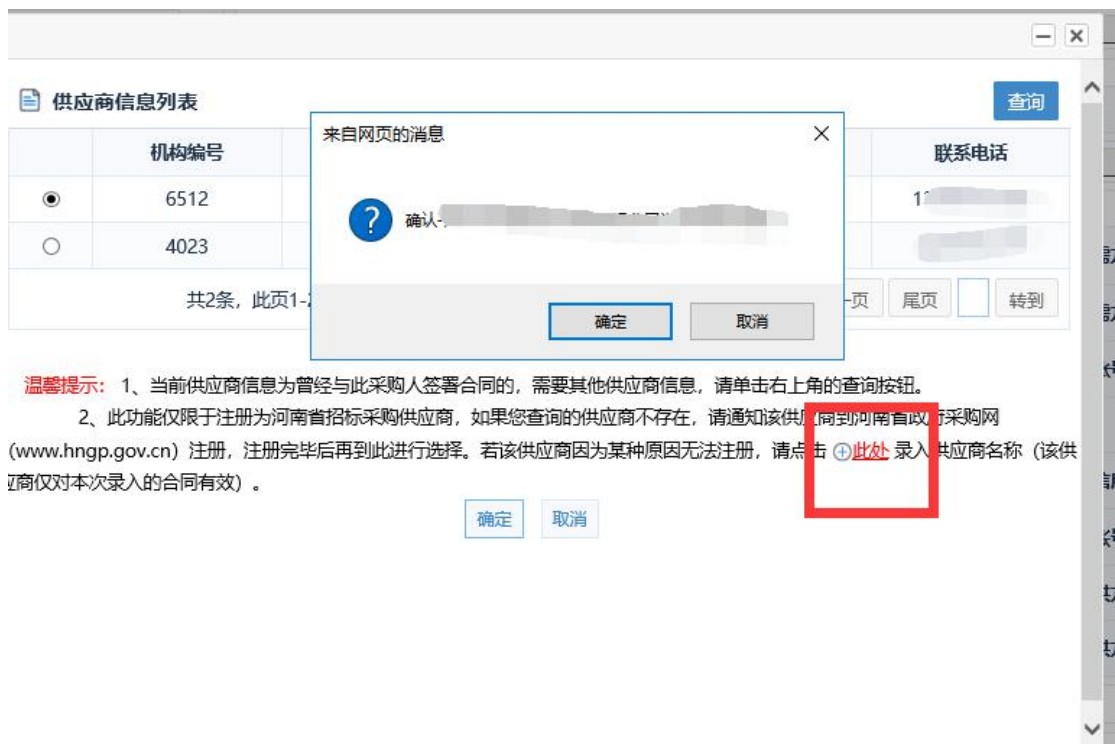 供应商信息列表
查询
来自网页的消息
机构编号
联系电话
6512
1
确认
4023
共2条，此页1-
页
尾页
转到
确定
取消
温馨提示： 1、当前供应商信息为曾经与此采购人签署合同的，需要其他供应商信息，请单击右上角的查询按钮。
2、此功能仅限于注册为河南省招标采购供应商，如果您查询的供应商不存在，请通知该供应商到河南省政府采购网
(www.hngp.gov.cn) 注册，注册完毕后再到此进行选择。若该供应商因为某种原因无法注册，请点击 此处 录入供应商名称（该供
应商仅对本次录入的合同有效）。
确定
取消